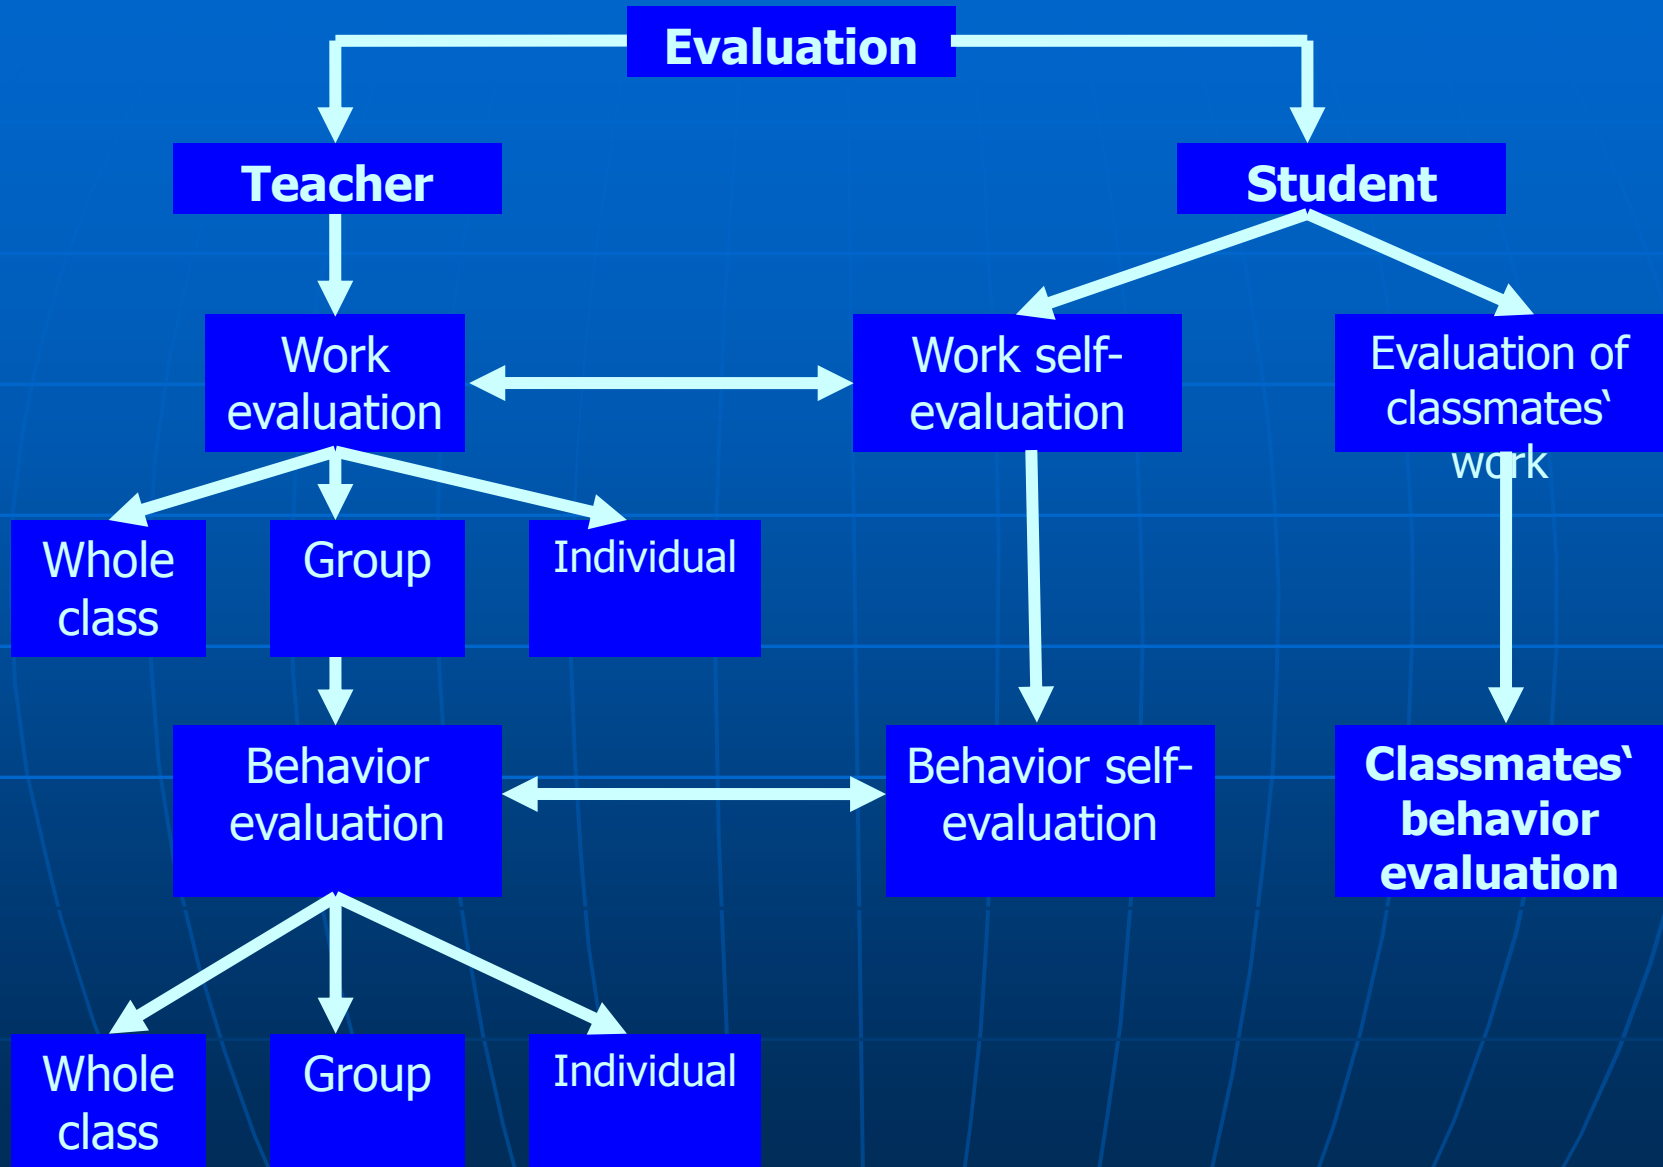 Evaluation
Teacher
Student
Work
evaluation
Work self-
evaluation
Evaluation of
classmates‘
work
Whole
class
Group
Individual
Behavior
evaluation
Behavior self-
evaluation
Classmates‘
behavior
evaluation
Whole
class
Group
Individual